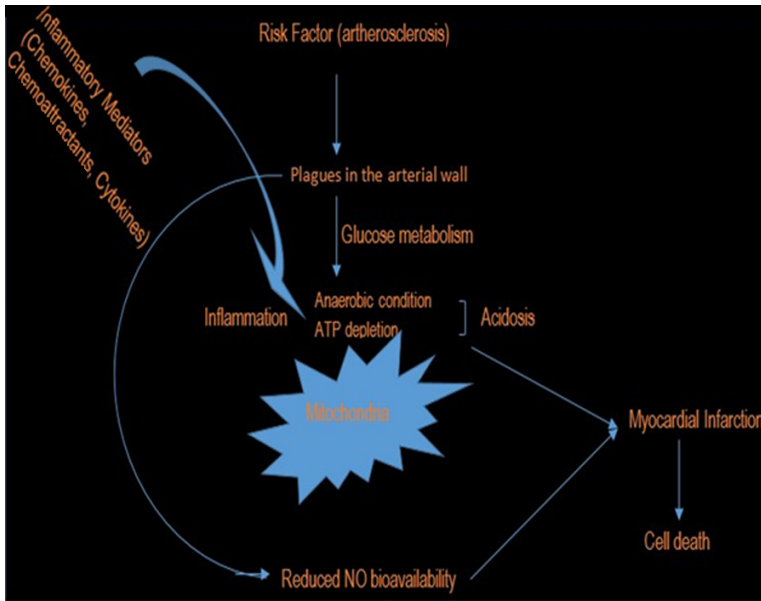 Inflammatory Mediators
(Chemokines,
Chemoattractants, Cytokines)
Risk Factor (artherosclerosis)
Plagues in the arterial wall
Glucose metabolism
Inflammation
Anaerobic condition
ATP depletion
Acidosis
Mitochondria
Myocardial Infarction
Cell death
Reduced NO bioavailability